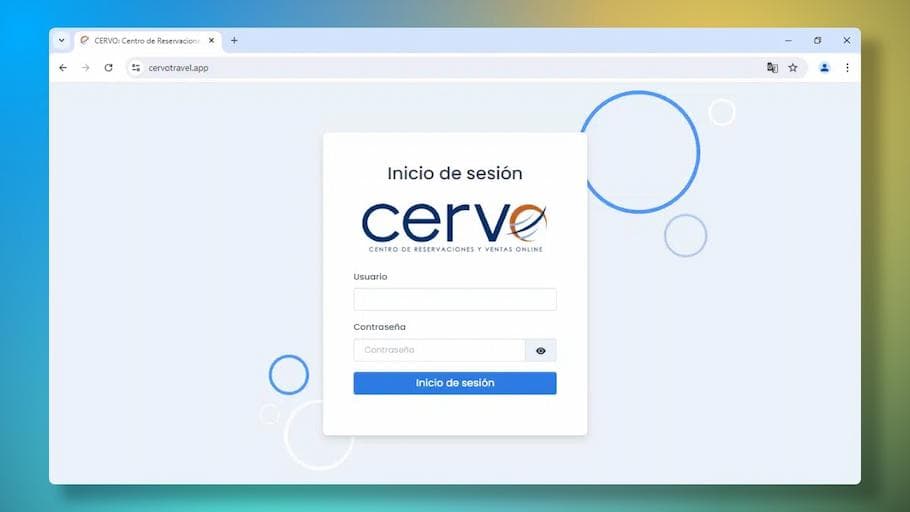 CERVO: Centro de Reservacion
cervotravel.app
Inicio de sesión
cervo
CENTRO DE RESERVACIONES Y VENTAS ONLINE
Usuario
Contraseña
Contraseña
Inicio de sesión